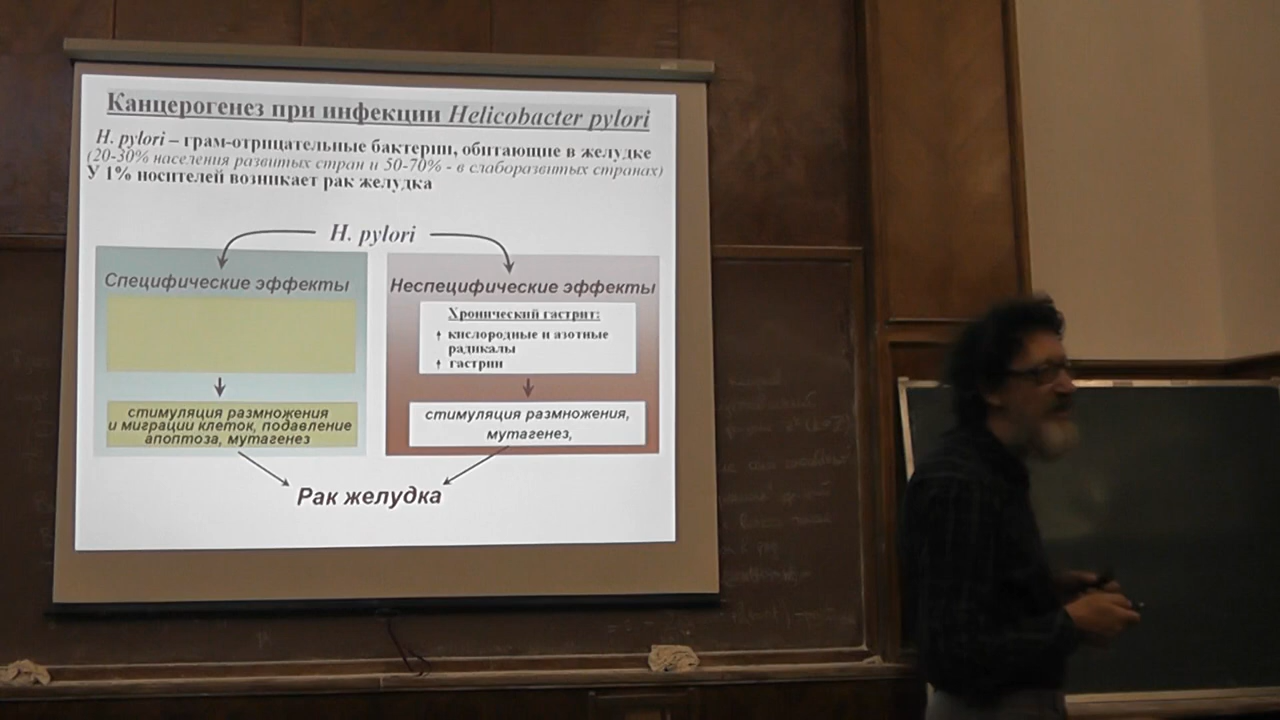 Канцерогенез при инфекции Helicobacter pylori
H. pylori – грам-отрицательные бактерии, обитающие в желудке
(20-30% населения развитых стран и 50-70% - в слаборазвитых странах)
У 1% носителей возникает рак желудка
H. pylori
Специфические эффекты
стимуляция размножения
и миграции клеток, подавление
апоптоза, мутагенез
Неспецифические эффекты
Хронический гастрит:
↑ кислородные и азотные
радикалы
↑ гастрин
стимуляция размножения,
мутагенез,
Рак желудка